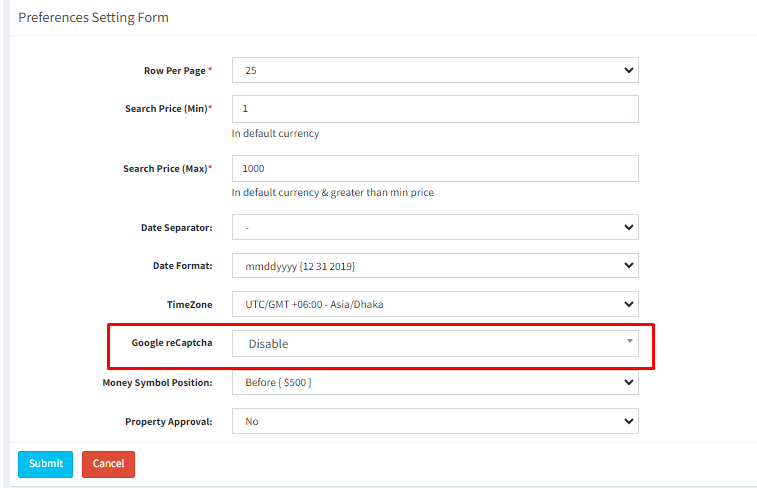 Preferences Setting Form
Row Per Page * 25
Search Price (Min)* 1
In default currency
Search Price (Max)* 1000
In default currency & greater than min price
Date Separator: -
Date Format: mmddyyyy {12 31 2019}
TimeZone UTC/GMT +06:00 - Asia/Dhaka
Google reCaptcha Disable
Money Symbol Position: Before { $500 }
Property Approval: No
Submit Cancel